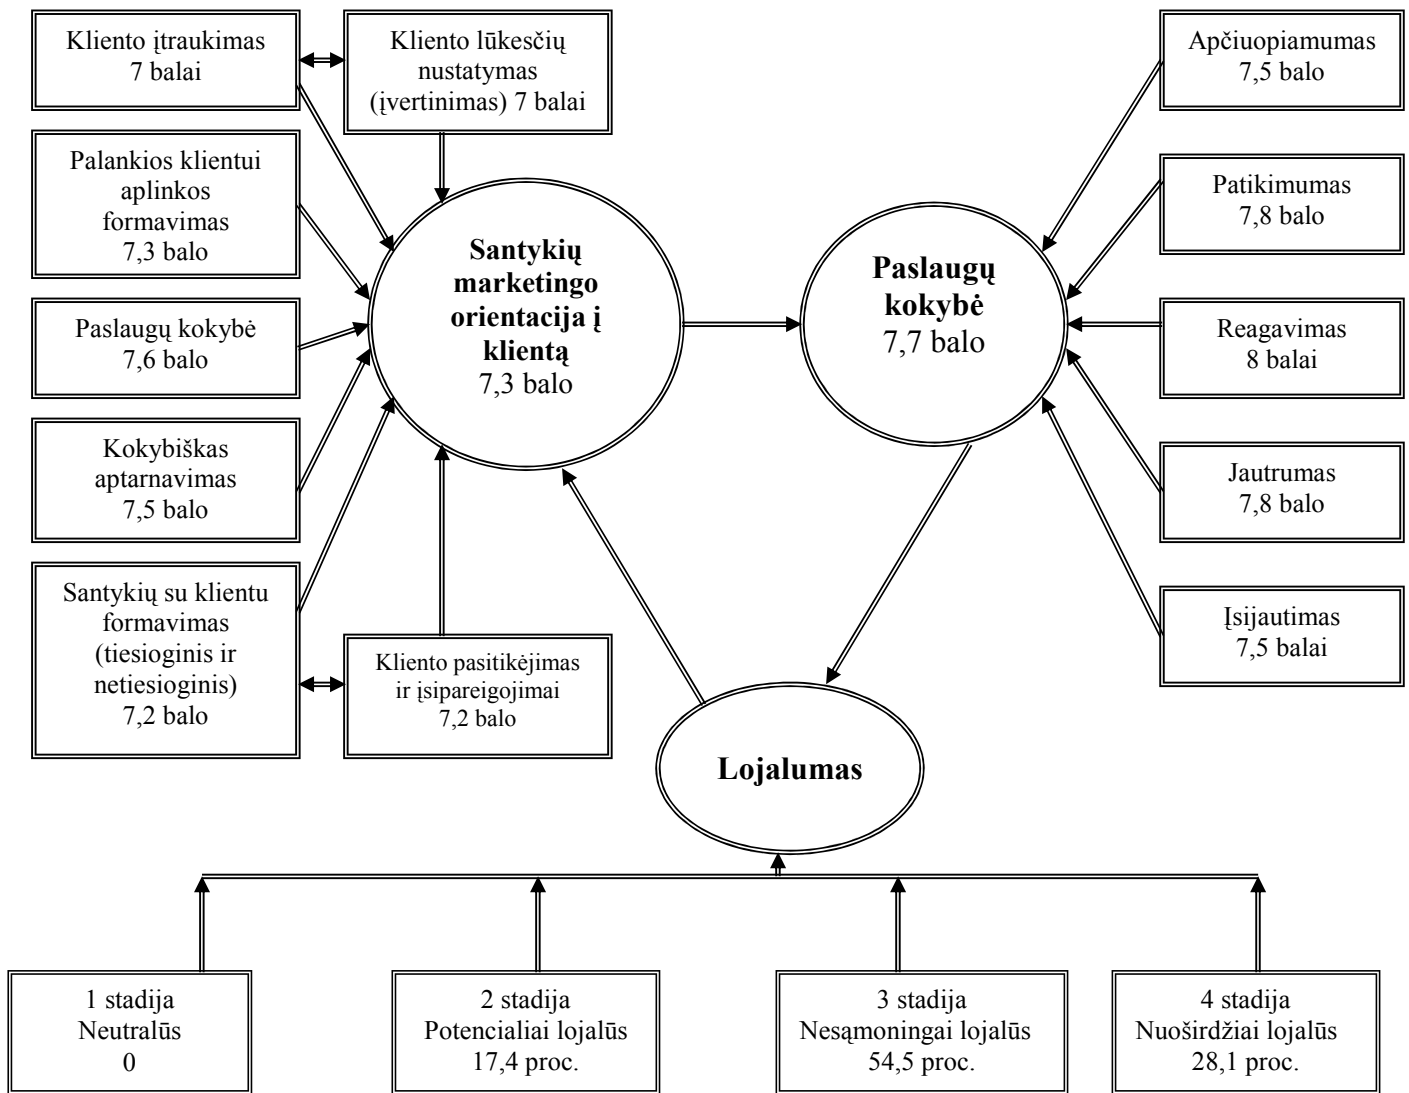 Kliento įtraukimas
7 balai
Kliento lūkesčių
nustatymas
(įvertinimas) 7 balai
Apčiuopiamumas
7,5 balo
Palankios klientui
aplinkos
formavimas
7,3 balo
Patikimumas
7,8 balo
Santykių
marketingo
orientacija į
klientą
7,3 balo
Paslaugų
kokybė
7,7 balo
Paslaugų kokybė
7,6 balo
Reagavimas
8 balai
Kokybiškas
aptarnavimas
7,5 balo
Jautrumas
7,8 balo
Santykių su klientu
formavimas
(tiesioginis ir
netiesioginis)
7,2 balo
Kliento pasitikėjimas
ir įsipareigojimai
7,2 balo
Įsijautimas
7,5 balai
Lojalumas
1 stadija
Neutralūs
0
2 stadija
Potencialiai lojalūs
17,4 proc.
3 stadija
Nesąmoningai lojalūs
54,5 proc.
4 stadija
Nuoširdžiai lojalūs
28,1 proc.